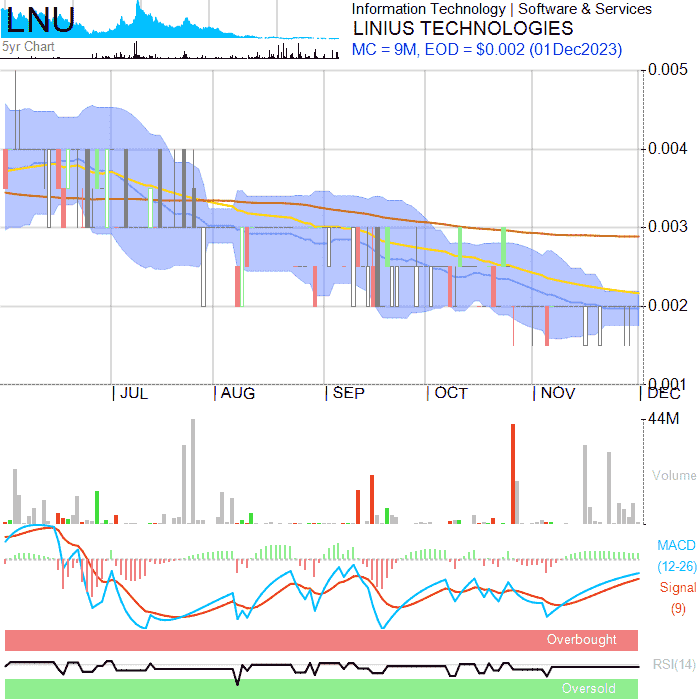 LNU
5yr Chart
Information Technology | Software & Services
LINIUS TECHNOLOGIES
MC = 9M, EOD = $0.002 (01Dec2023)
0.005
0.004
0.003
0.002
0.001
JUL
AUG
SEP
OCT
NOV
DEC
44M
Volume
MACD
(12-26)
Signal
(9)
Overbought
RSI(14)
Oversold